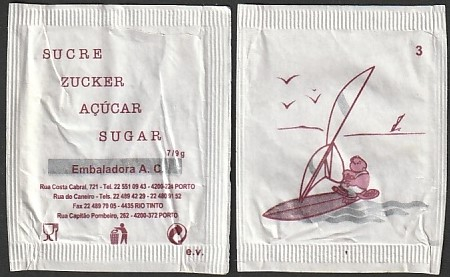 SUCRE
ZUCKER
AÇÚCAR
SUGAR
7/9g
Embaladora A. C.
Rua Costa Cabral, 721 - Tel. 22 551 09 43 - 4200-224 PORTO
Rua do Cameiro - Tels. 22 489 42 29 - 22 480 91 52
Fax 22 489 79 05 - 4435 RIO TINTO
Rua Capitão Pombeiro, 262 - 4200-372 PORTO
e.v.
3